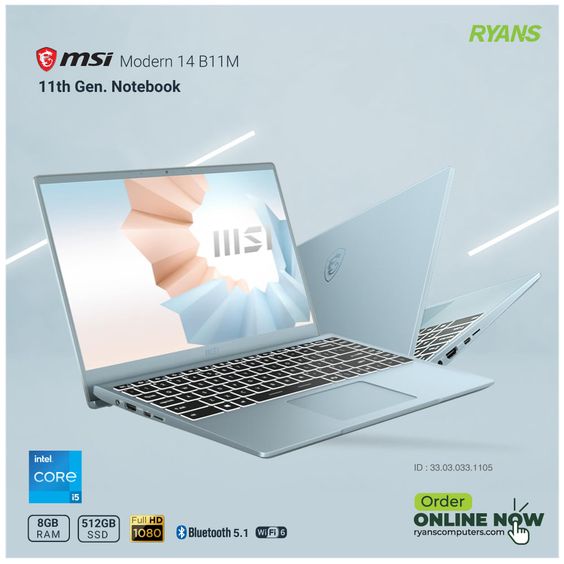 RYANS
msi Modern 14 B11M
11th Gen. Notebook
msi
msi
ID : 33.03.033.1105
intel.
CORE
i5
8GB
RAM
512GB
SSD
Full HD
1080
Bluetooth 5.1
WiFi 6
Order
ONLINE NOW
ryanscomputers.com